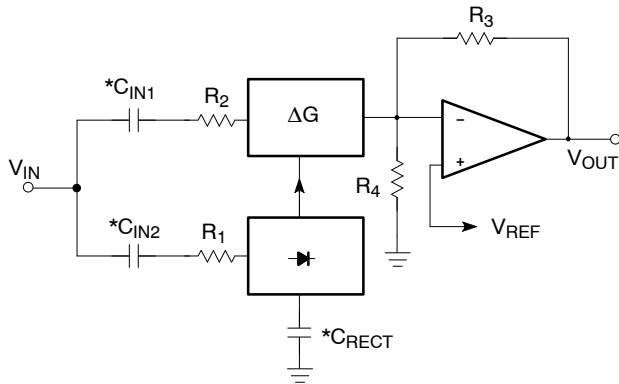 R3
*CIN1
R2
ΔG
−
+
VIN
VOUT
R4
VREF
*CIN2
R1
*CRECT